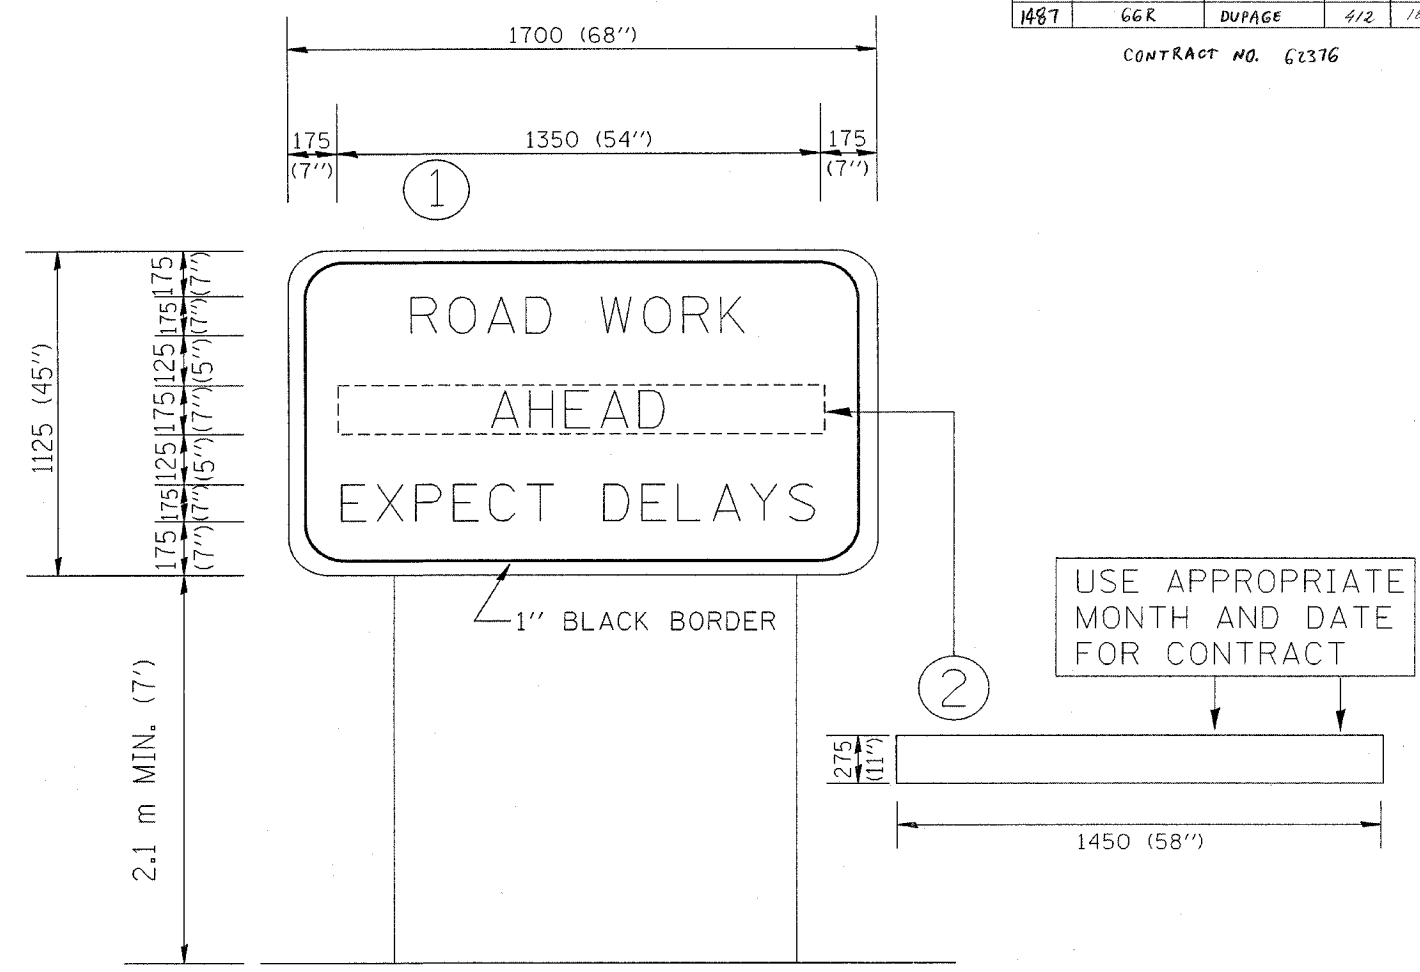 1487 66R DUPAGE 412
CONTRACT NO. 62376
1700 (68")
175 1350 (54") 175
(7") (7")
1
1125 (45")
175 (7")
175 (7")
125 (5")
175 (7")
125 (5")
175 (7")
175 (7")
ROAD WORK
AHEAD
EXPECT DELAYS
1" BLACK BORDER
2.1 m MIN. (7')
2
USE APPROPRIATE
MONTH AND DATE
FOR CONTRACT
275
(11")
1450 (58")